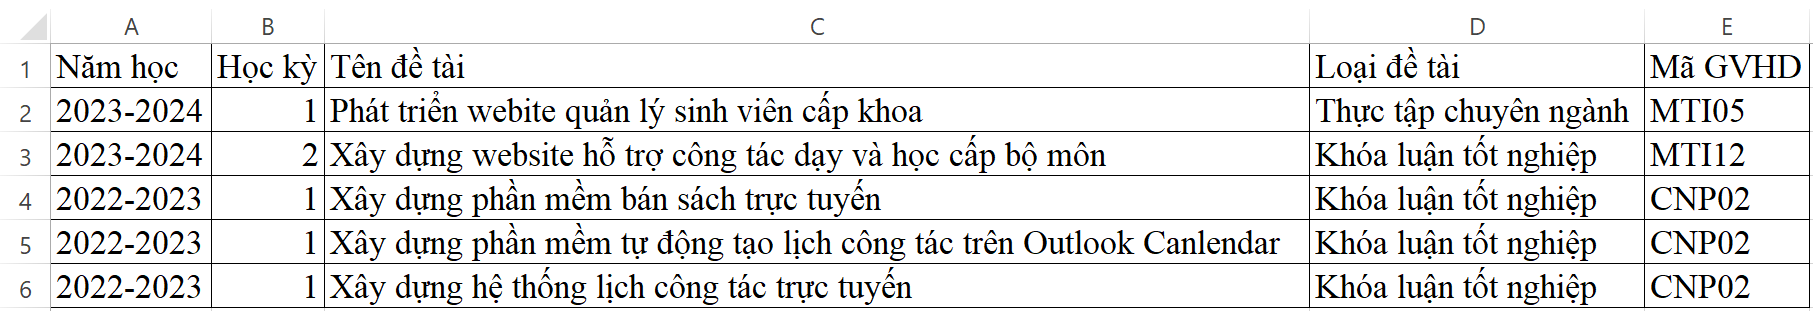 A B C D E
1 Năm học Học kỳ Tên đề tài Loại đề tài Mã GVHD
2 2023-2024 1 Phát triển webite quản lý sinh viên cấp khoa Thực tập chuyên ngành MTI05
3 2023-2024 2 Xây dựng website hỗ trợ công tác dạy và học cấp bộ môn Khóa luận tốt nghiệp MTI12
4 2022-2023 1 Xây dựng phần mềm bán sách trực tuyến Khóa luận tốt nghiệp CNP02
5 2022-2023 1 Xây dựng phần mềm tự động tạo lịch công tác trên Outlook Canlendar Khóa luận tốt nghiệp CNP02
6 2022-2023 1 Xây dựng hệ thống lịch công tác trực tuyến Khóa luận tốt nghiệp CNP02